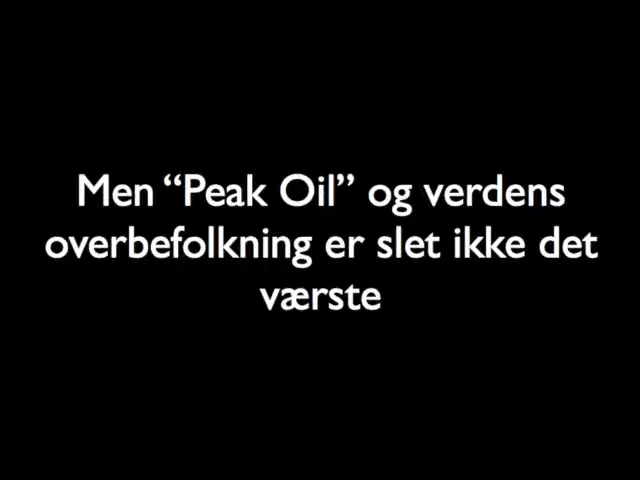 Men “Peak Oil” og verdens
overbefolkning er slet ikke det
værste